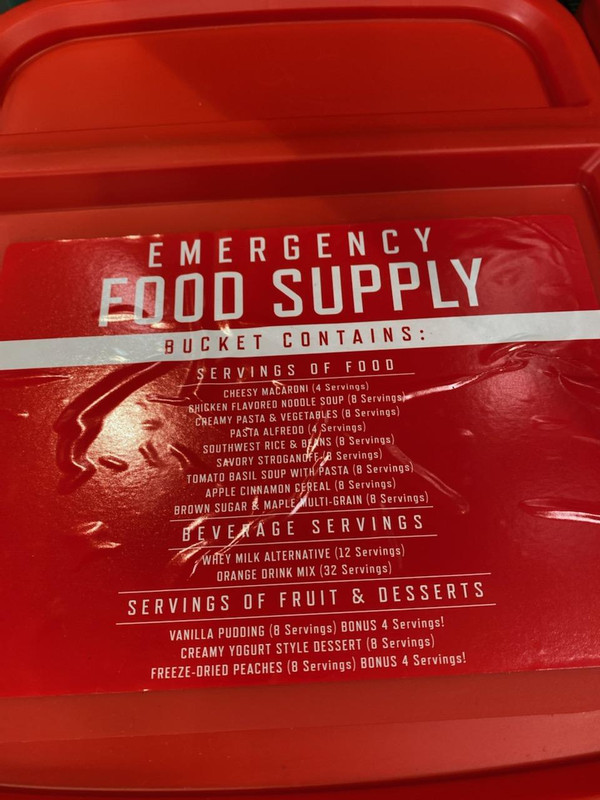 EMERGENCY
FOOD SUPPLY
BUCKET CONTAINS:
SERVINGS OF FOOD
CHEESY MACARONI (4 Servings)
CHICKEN FLAVORED NOODLE SOUP (8 Servings)
CREAMY PASTA & VEGETABLES (8 Servings)
PASTA ALFREDO (4 Servings)
SOUTHWEST RICE & BEANS (8 Servings)
SAVORY STROGANOFF (8 Servings)
TOMATO BASIL SOUP WITH PASTA (8 Servings)
APPLE CINNAMON CEREAL (8 Servings)
BROWN SUGAR & MAPLE MULTI-GRAIN (8 Servings)
BEVERAGE SERVINGS
WHEY MILK ALTERNATIVE (12 Servings)
ORANGE DRINK MIX (32 Servings)
SERVINGS OF FRUIT & DESSERTS
VANILLA PUDDING (8 Servings) BONUS 4 Servings!
CREAMY YOGURT STYLE DESSERT (8 Servings)
FREEZE-DRIED PEACHES (8 Servings) BONUS 4 Servings!